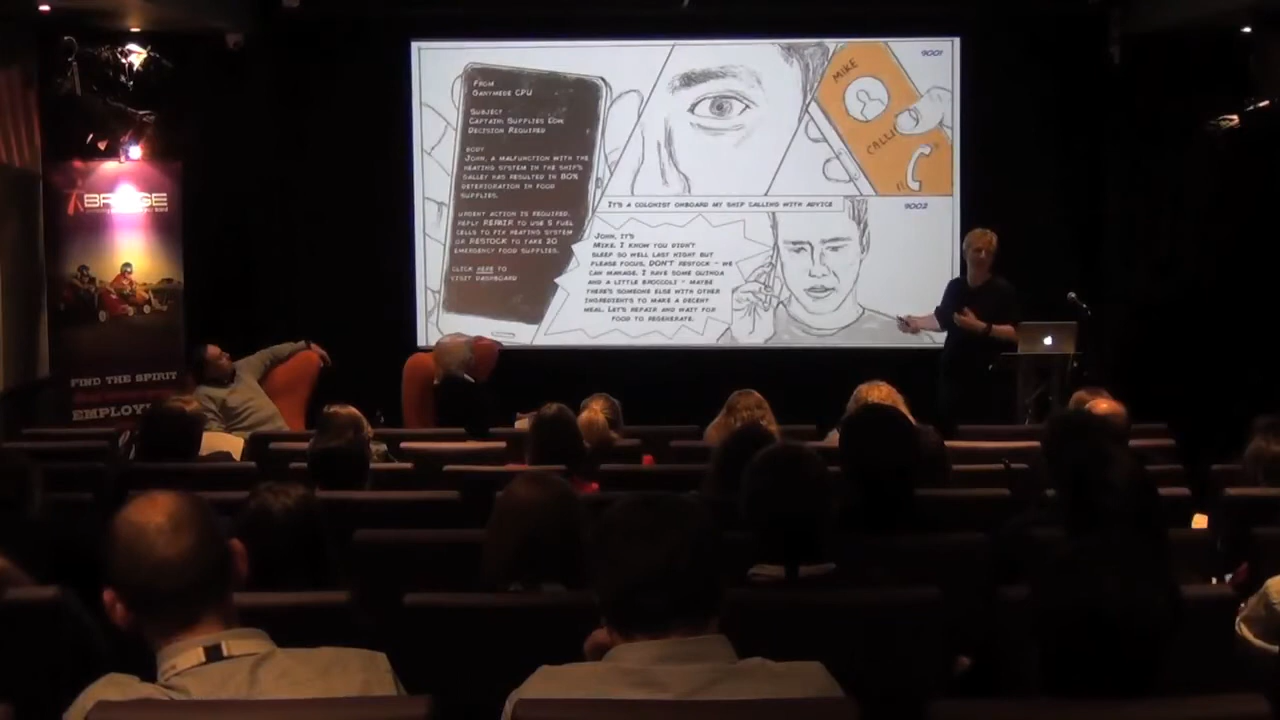 FROM
GANYMEDE CPU
SUBJECT
CAPTAIN: SUPPLIES LOW
DECISION REQUIRED
BODY
JOHN, A MALFUNCTION WITH THE
HEATING SYSTEM IN THE SHIP'S
GALLEY HAS RESULTED IN 80%
DETERIORATION IN FOOD
SUPPLIES.
URGENT ACTION IS REQUIRED.
REPLY REPAIR TO USE 5 FUEL
CELLS TO FIX HEATING SYSTEM
OR RESTOCK TO TAKE 20
EMERGENCY FOOD SUPPLIES.
CLICK HERE TO
VISIT DASHBOARD
MIKE
CALLI
9001
IT'S A COLONIST ONBOARD MY SHIP CALLING WITH ADVICE
9002
JOHN, IT'S
MIKE. I KNOW YOU DIDN'T
SLEEP SO WELL LAST NIGHT BUT
PLEASE FOCUS. DON'T RESTOCK - WE
CAN MANAGE. I HAVE SOME QUINOA
AND A LITTLE BROCCOLI - MAYBE
THERE'S SOMEONE ELSE WITH OTHER
INGREDIENTS TO MAKE A DECENT
MEAL. LET'S REPAIR AND WAIT FOR
FOOD TO REGENERATE.
FIND THE SPIRIT
EMPLOY